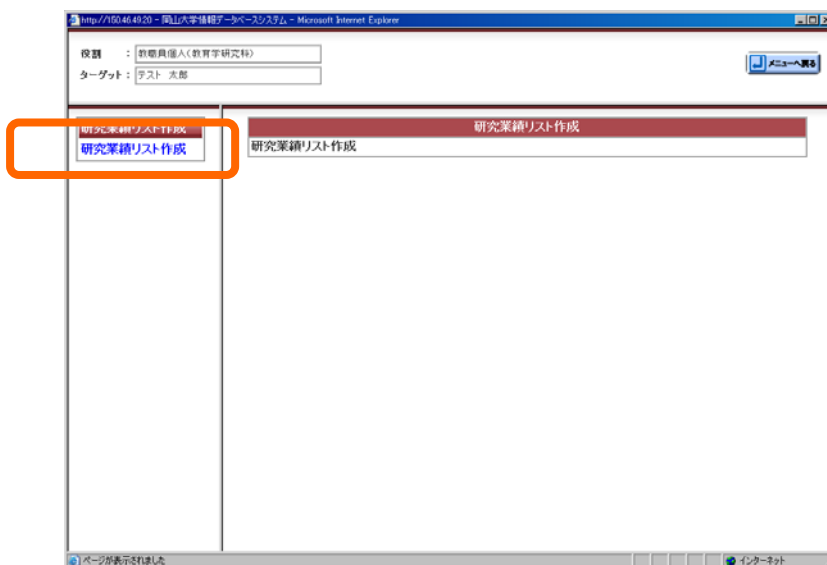 http://150.46.49.20 - 岡山大学情報データベースシステム - Microsoft Internet Explorer
役割 : 教職員個人(教育学研究科)
ターゲット : テスト 太郎
メニューへ戻る
研究業績リスト作成
研究業績リスト作成
研究業績リスト作成
研究業績リスト作成
ページが表示されました
インターネット